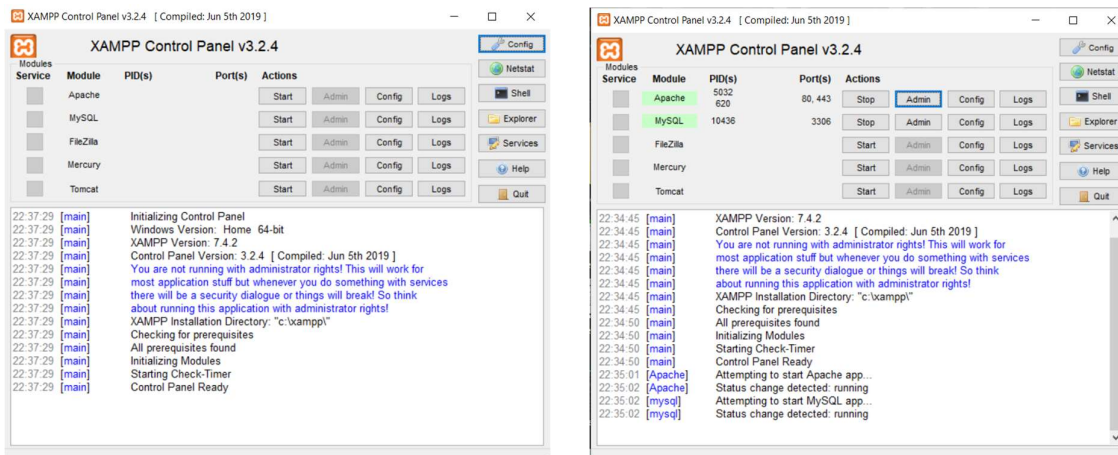 XAMPP Control Panel v3.2.4 [ Compiled: Jun 5th 2019 ]
XAMPP Control Panel v3.2.4
Config
Modules
Service Module PID(s) Port(s) Actions
Netstat
Apache Start Admin Config Logs
Shell
MySQL Start Admin Config Logs
Explorer
FileZilla Start Admin Config Logs
Services
Mercury Start Admin Config Logs
Help
Tomcat Start Admin Config Logs
Quit
22:37:29 [main] Initializing Control Panel
22:37:29 [main] Windows Version: Home 64-bit
22:37:29 [main] XAMPP Version: 7.4.2
22:37:29 [main] Control Panel Version: 3.2.4 [ Compiled: Jun 5th 2019 ]
22:37:29 [main] You are not running with administrator rights! This will work for
22:37:29 [main] most application stuff but whenever you do something with services
22:37:29 [main] there will be a security dialogue or things will break! So think
22:37:29 [main] about running this application with administrator rights!
22:37:29 [main] XAMPP Installation Directory: "c:\xampp\"
22:37:29 [main] Checking for prerequisites
22:37:29 [main] All prerequisites found
22:37:29 [main] Initializing Modules
22:37:29 [main] Starting Check-Timer
22:37:29 [main] Control Panel Ready
XAMPP Control Panel v3.2.4 [ Compiled: Jun 5th 2019 ]
XAMPP Control Panel v3.2.4
Config
Modules
Service Module PID(s) Port(s) Actions
Netstat
Apache 5032 620 80, 443 Stop Admin Config Logs
Shell
MySQL 10436 3306 Stop Admin Config Logs
Explorer
FileZilla Start Admin Config Logs
Services
Mercury Start Admin Config Logs
Help
Tomcat Start Admin Config Logs
Quit
22:34:45 [main] XAMPP Version: 7.4.2
22:34:45 [main] Control Panel Version: 3.2.4 [ Compiled: Jun 5th 2019 ]
22:34:45 [main] You are not running with administrator rights! This will work for
22:34:45 [main] most application stuff but whenever you do something with services
22:34:45 [main] there will be a security dialogue or things will break! So think
22:34:45 [main] about running this application with administrator rights!
22:34:45 [main] XAMPP Installation Directory: "c:\xampp\"
22:34:45 [main] Checking for prerequisites
22:34:50 [main] All prerequisites found
22:34:50 [main] Initializing Modules
22:34:50 [main] Starting Check-Timer
22:34:50 [main] Control Panel Ready
22:35:01 [Apache] Attempting to start Apache app...
22:35:02 [Apache] Status change detected: running
22:35:02 [mysql] Attempting to start MySQL app...
22:35:02 [mysql] Status change detected: running